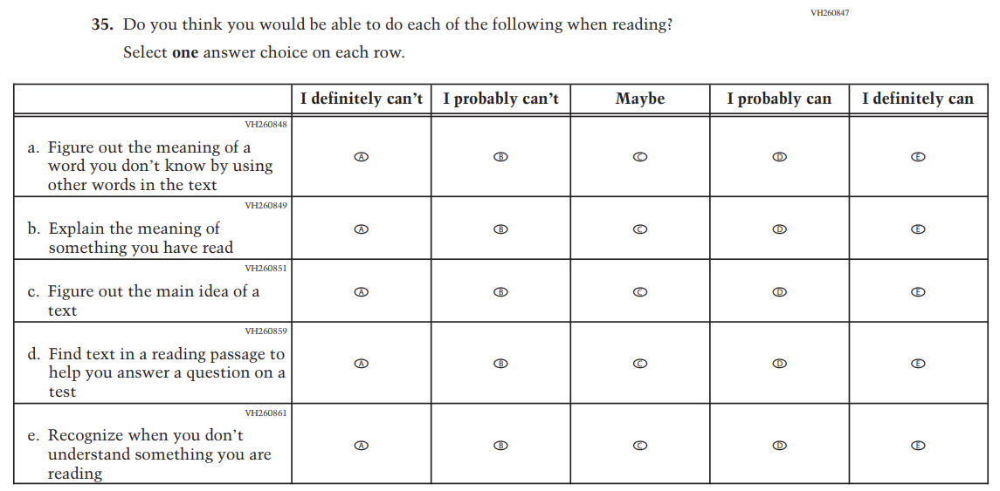 VH260847
35. Do you think you would be able to do each of the following when reading?
Select one answer choice on each row.
I definitely can’t I probably can’t Maybe I probably can I definitely can
VH260848
a. Figure out the meaning of a
word you don’t know by using
other words in the text
A B C D E
VH260849
b. Explain the meaning of
something you have read
A B C D E
VH260851
c. Figure out the main idea of a
text
A B C D E
VH260859
d. Find text in a reading passage to
help you answer a question on a
test
A B C D E
VH260861
e. Recognize when you don’t
understand something you are
reading
A B C D E